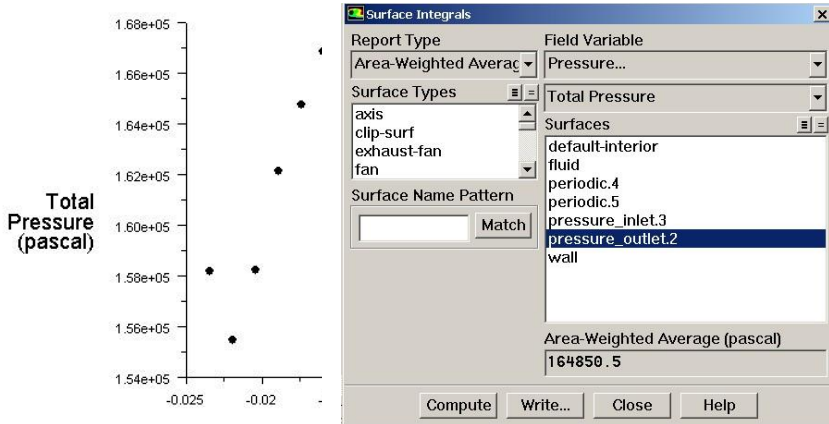 1.68e+05
1.66e+05
1.64e+05
1.62e+05
1.60e+05
1.58e+05
1.56e+05
1.54e+05
Total
Pressure
(pascal)
-0.025
-0.02
Surface Integrals
Report Type
Area-Weighted Averag
Field Variable
Pressure...
Total Pressure
Surface Types
axis
clip-surf
exhaust-fan
fan
Surface Name Pattern
Match
Surfaces
default-interior
fluid
periodic.4
periodic.5
pressure_inlet.3
pressure_outlet.2
wall
Area-Weighted Average (pascal)
164850.5
Compute
Write...
Close
Help